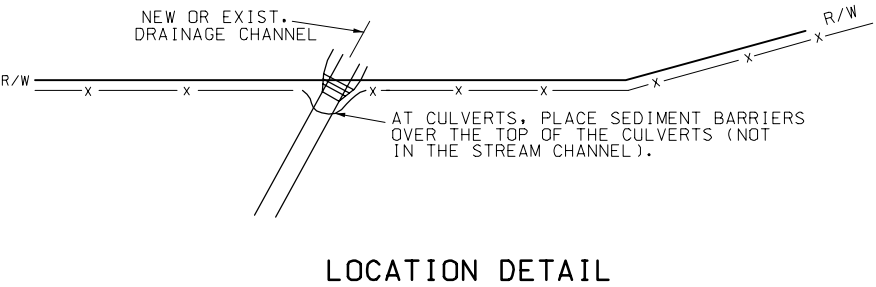 NEW OR EXIST.
DRAINAGE CHANNEL
R/W
R/W
X X X X X X X X
AT CULVERTS, PLACE SEDIMENT BARRIERS
OVER THE TOP OF THE CULVERTS (NOT
IN THE STREAM CHANNEL).
LOCATION DETAIL